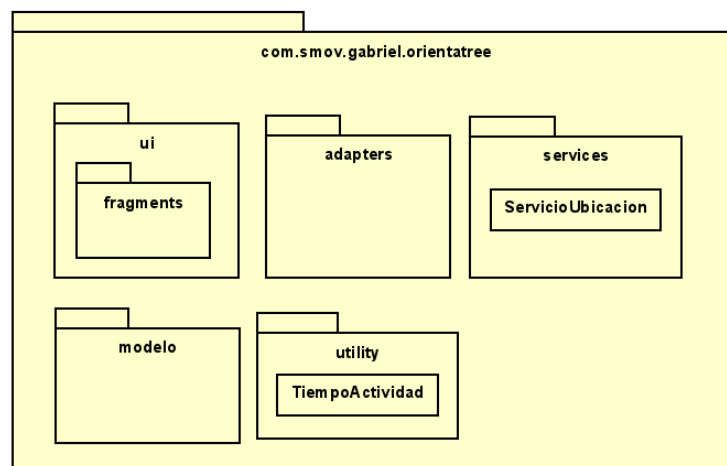 com.smov.gabriel.orientatree
ui
adapters
services
fragments
ServicioUbicacion
modelo
utility
TiempoActividad